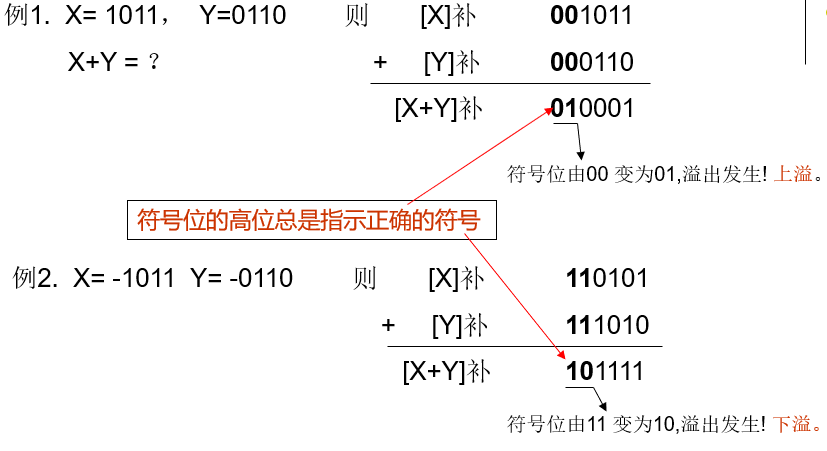 例1. X= 1011, Y=0110 则 [X]补 001011
X+Y = ? + [Y]补 000110
[X+Y]补 010001
符号位由00 变为01,溢出发生! 上溢。
符号位的高位总是指示正确的符号
例2. X= -1011 Y= -0110 则 [X]补 110101
+ [Y]补 111010
[X+Y]补 101111
符号位由11 变为10,溢出发生! 下溢。